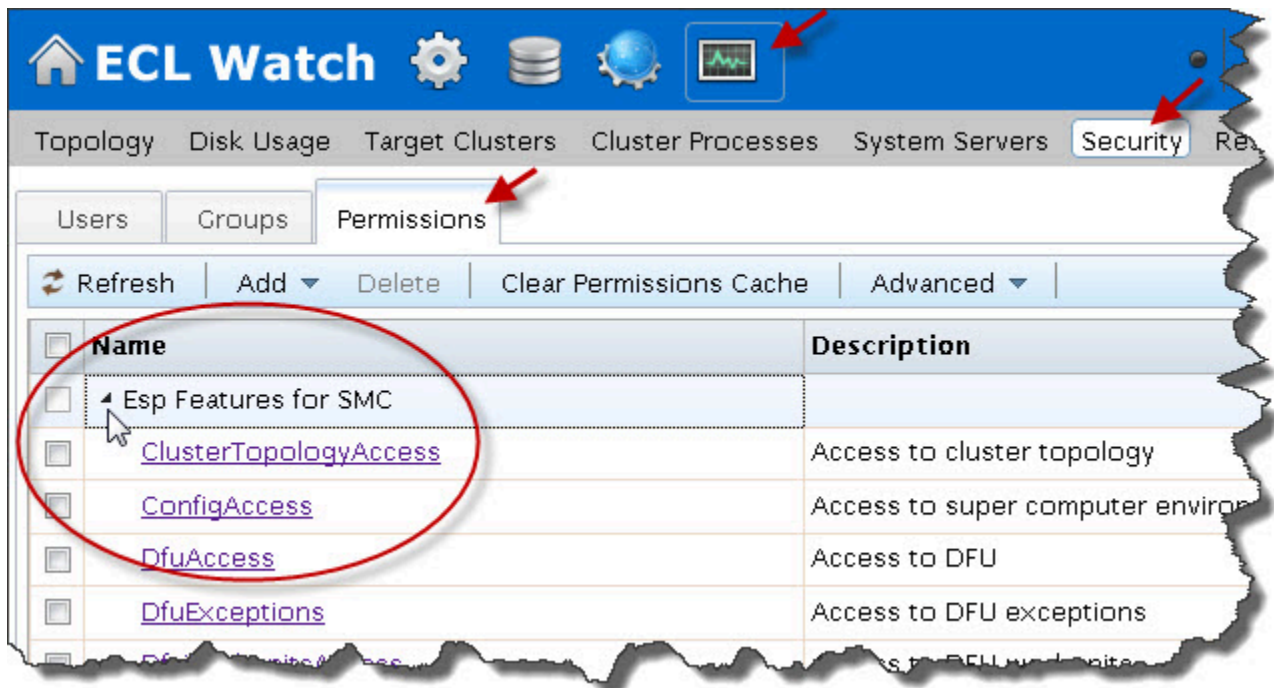 ECL Watch
Topology Disk Usage Target Clusters Cluster Processes System Servers Security
Users Groups Permissions
Refresh Add Delete Clear Permissions Cache Advanced
Name Description
Esp Features for SMC
ClusterTopologyAccess Access to cluster topology
ConfigAccess Access to super computer environ
DfuAccess Access to DFU
DfuExceptions Access to DFU exceptions